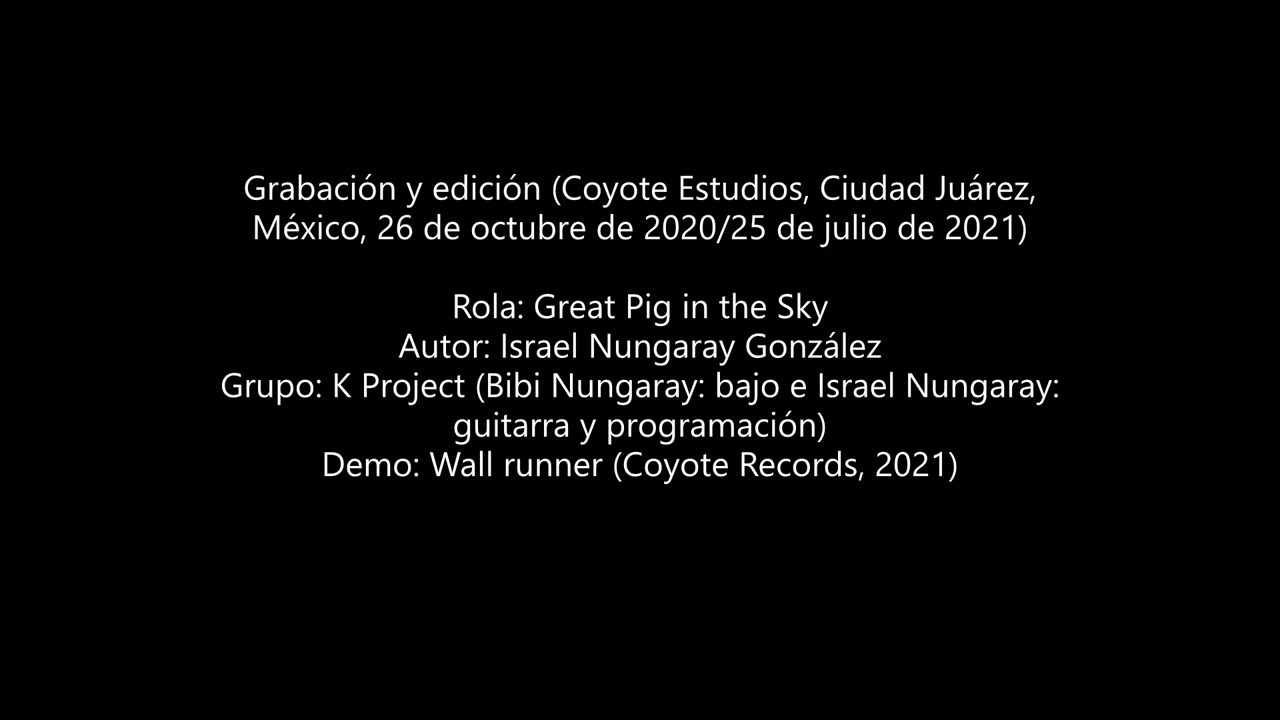 Grabación y edición (Coyote Estudios, Ciudad Juárez,
México, 26 de octubre de 2020/25 de julio de 2021)
Rola: Great Pig in the Sky
Autor: Israel Nungaray González
Grupo: K Project (Bibi Nungaray: bajo e Israel Nungaray:
guitarra y programación)
Demo: Wall runner (Coyote Records, 2021)